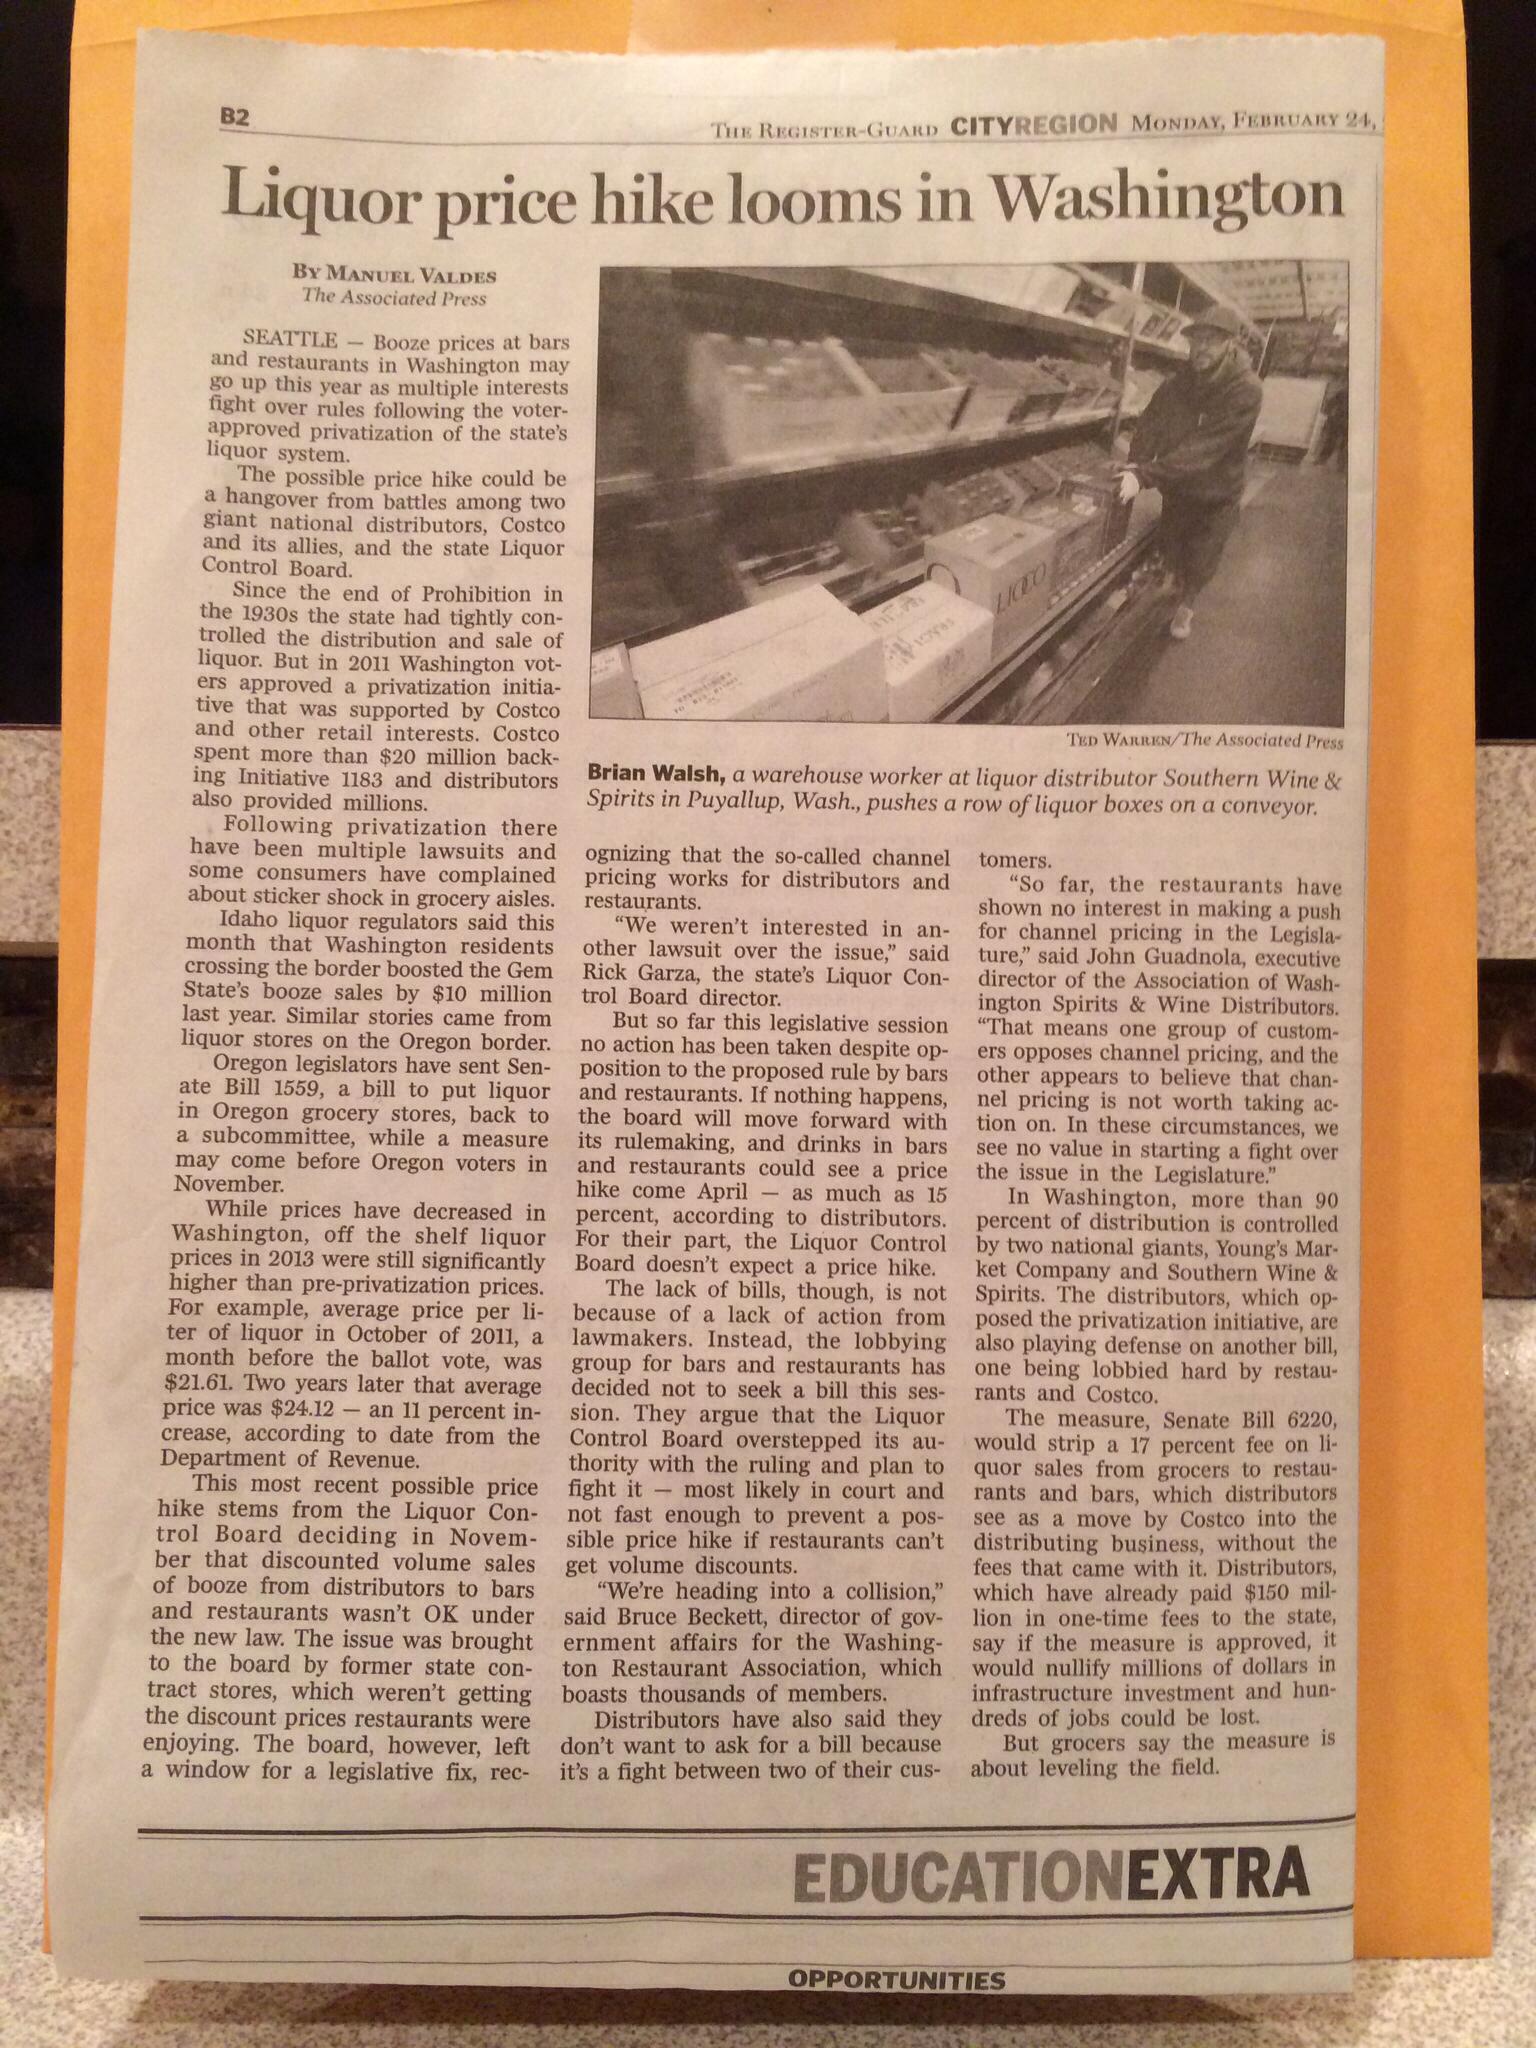 B2
THE REGISTER-GUARD CITYREGION MONDAY, FEBRUARY 24,
Liquor price hike looms in Washington
BY MANUEL VALDES
The Associated Press
SEATTLE — Booze prices at bars
and restaurants in Washington may
go up this year as multiple interests
fight over rules following the voter-
approved privatization of the state's
liquor system.
The possible price hike could be
a hangover from battles among two
giant national distributors, Costco
and its allies, and the state Liquor
Control Board.
Since the end of Prohibition in
the 1930s the state had tightly con-
trolled the distribution and sale of
liquor. But in 2011 Washington vot-
ers approved a privatization initia-
tive that was supported by Costco
and other retail interests. Costco
spent more than $20 million back-
ing Initiative 1183 and distributors
also provided millions.
Following privatization there
have been multiple lawsuits and
some consumers have complained
about sticker shock in grocery aisles.
Idaho liquor regulators said this
month that Washington residents
crossing the border boosted the Gem
State's booze sales by $10 million
last year. Similar stories came from
liquor stores on the Oregon border.
Oregon legislators have sent Sen-
ate Bill 1559, a bill to put liquor
in Oregon grocery stores, back to
a subcommittee, while a measure
may come before Oregon voters in
November.
While prices have decreased in
Washington, off the shelf liquor
prices in 2013 were still significantly
higher than pre-privatization prices.
For example, average price per li-
ter of liquor in October of 2011, a
month before the ballot vote, was
$21.61. Two years later that average
price was $24.12 — an 11 percent in-
crease, according to date from the
Department of Revenue.
This most recent possible price
hike stems from the Liquor Con-
trol Board deciding in Novem-
ber that discounted volume sales
of booze from distributors to bars
and restaurants wasn't OK under
the new law. The issue was brought
to the board by former state con-
tract stores, which weren't getting
the discount prices restaurants were
enjoying. The board, however, left
a window for a legislative fix, rec-
LICOO
TED WARREN/The Associated Press
Brian Walsh, a warehouse worker at liquor distributor Southern Wine &
Spirits in Puyallup, Wash., pushes a row of liquor boxes on a conveyor.
ognizing that the so-called channel
pricing works for distributors and
restaurants.
"We weren't interested in an-
other lawsuit over the issue," said
Rick Garza, the state's Liquor Con-
trol Board director.
But so far this legislative session
no action has been taken despite op-
position to the proposed rule by bars
and restaurants. If nothing happens,
the board will move forward with
its rulemaking, and drinks in bars
and restaurants could see a price
hike come April — as much as 15
percent, according to distributors.
For their part, the Liquor Control
Board doesn't expect a price hike.
The lack of bills, though, is not
because of a lack of action from
lawmakers. Instead, the lobbying
group for bars and restaurants has
decided not to seek a bill this ses-
sion. They argue that the Liquor
Control Board overstepped its au-
thority with the ruling and plan to
fight it — most likely in court and
not fast enough to prevent a pos-
sible price hike if restaurants can't
get volume discounts.
"We're heading into a collision,"
said Bruce Beckett, director of gov-
ernment affairs for the Washing-
ton Restaurant Association, which
boasts thousands of members.
Distributors have also said they
don't want to ask for a bill because
it's a fight between two of their cus-
tomers.
"So far, the restaurants have
shown no interest in making a push
for channel pricing in the Legisla-
ture," said John Guadnola, executive
director of the Association of Wash-
ington Spirits & Wine Distributors.
"That means one group of custom-
ers opposes channel pricing, and the
other appears to believe that chan-
nel pricing is not worth taking ac-
tion on. In these circumstances, we
see no value in starting a fight over
the issue in the Legislature."
In Washington, more than 90
percent of distribution is controlled
by two national giants, Young's Mar-
ket Company and Southern Wine &
Spirits. The distributors, which op-
posed the privatization initiative, are
also playing defense on another bill,
one being lobbied hard by restau-
rants and Costco.
The measure, Senate Bill 6220,
would strip a 17 percent fee on li-
quor sales from grocers to restau-
rants and bars, which distributors
see as a move by Costco into the
distributing business, without the
fees that came with it. Distributors,
which have already paid $150 mil-
lion in one-time fees to the state,
say if the measure is approved, it
would nullify millions of dollars in
infrastructure investment and hun-
dreds of jobs could be lost.
But grocers say the measure is
about leveling the field.
EDUCATIONEXTRA
OPPORTUNITIES